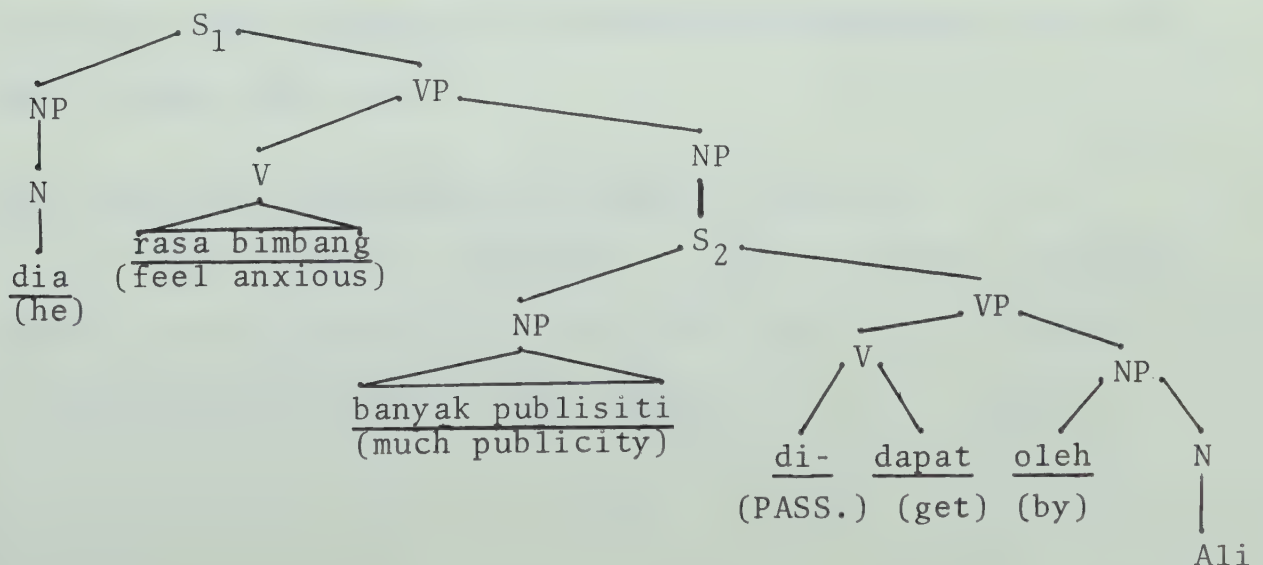 S1
NP VP
N V NP
dia rasa bimbang S2
(he) (feel anxious)
NP VP
banyak publisiti V NP
(much publicity)
di- dapat oleh N
(PASS.) (get) (by)
Ali